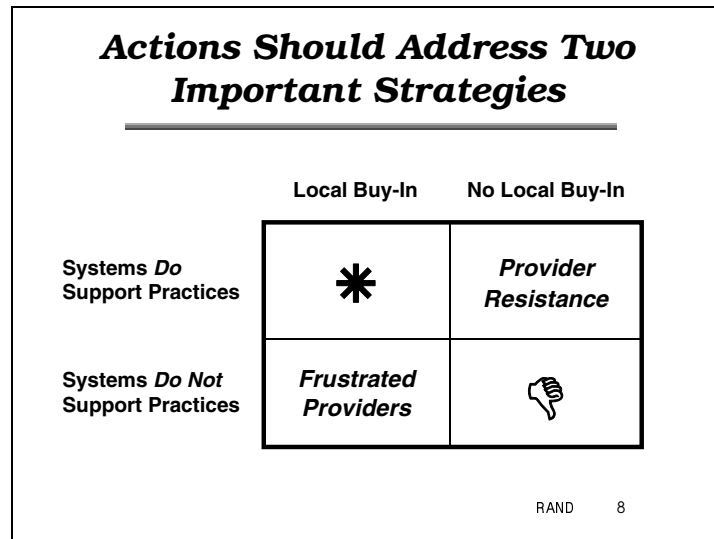 Actions Should Address Two
Important Strategies
Local Buy-In No Local Buy-In
Systems Do
Support Practices
Provider
Resistance
Systems Do Not
Support Practices
Frustrated
Providers
RAND 8